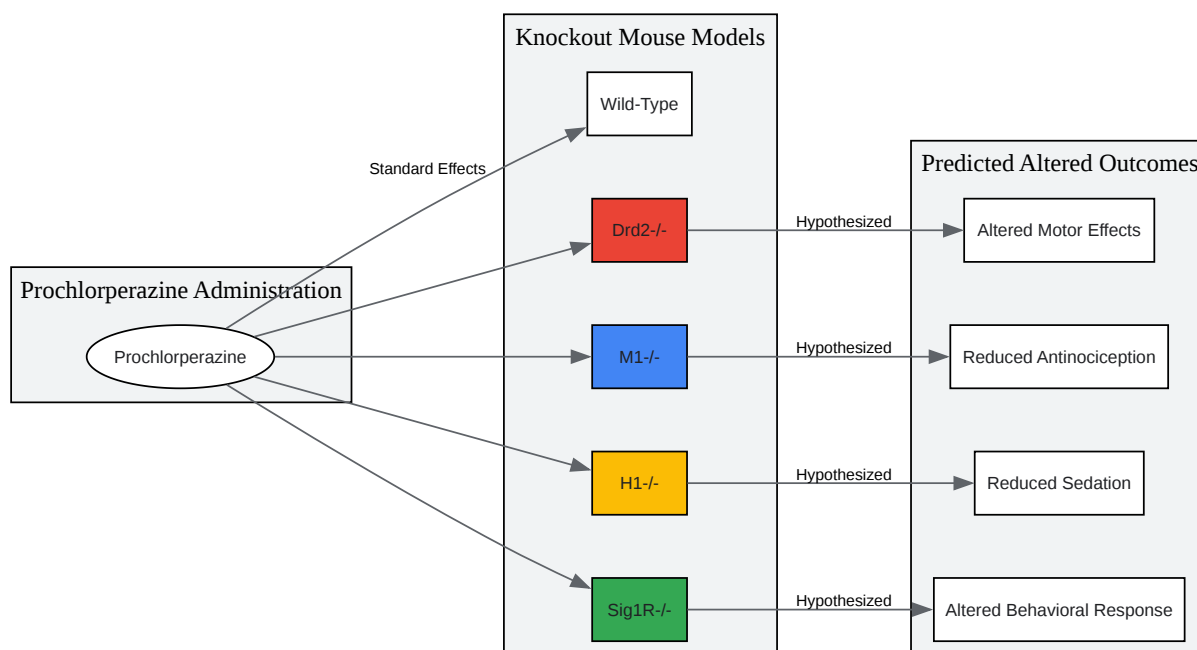 Knockout Mouse Models
Wild-Type
Standard Effects
Predicted Altered Outcomes
Drd2-/-
Hypothesized
Altered Motor Effects
Prochlorperazine Administration
Prochlorperazine
M1-/-
Hypothesized
Reduced Antinociception
H1-/-
Hypothesized
Reduced Sedation
Sig1R-/-
Hypothesized
Altered Behavioral Response